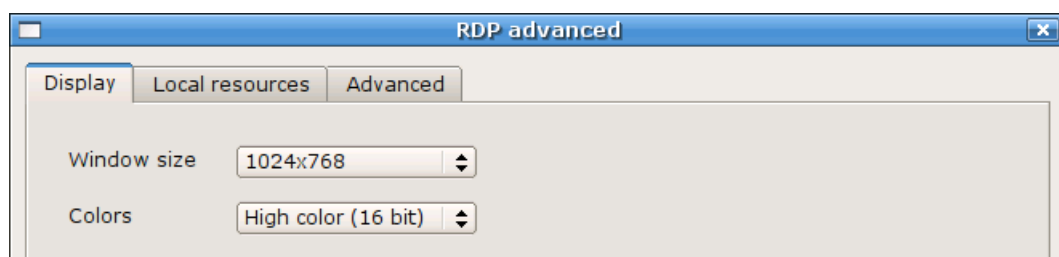 RDP advanced
Display Local resources Advanced
Window size 1024x768
Colors High color (16 bit)